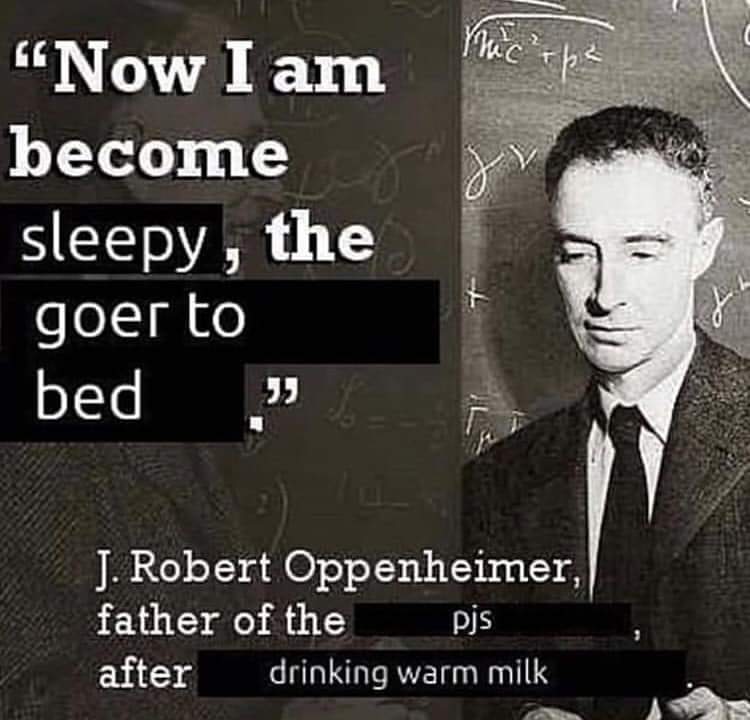 “Now I am
become
sleepy, the
goer to
bed .”
J. Robert Oppenheimer,
father of the pjs,
after drinking warm milk.